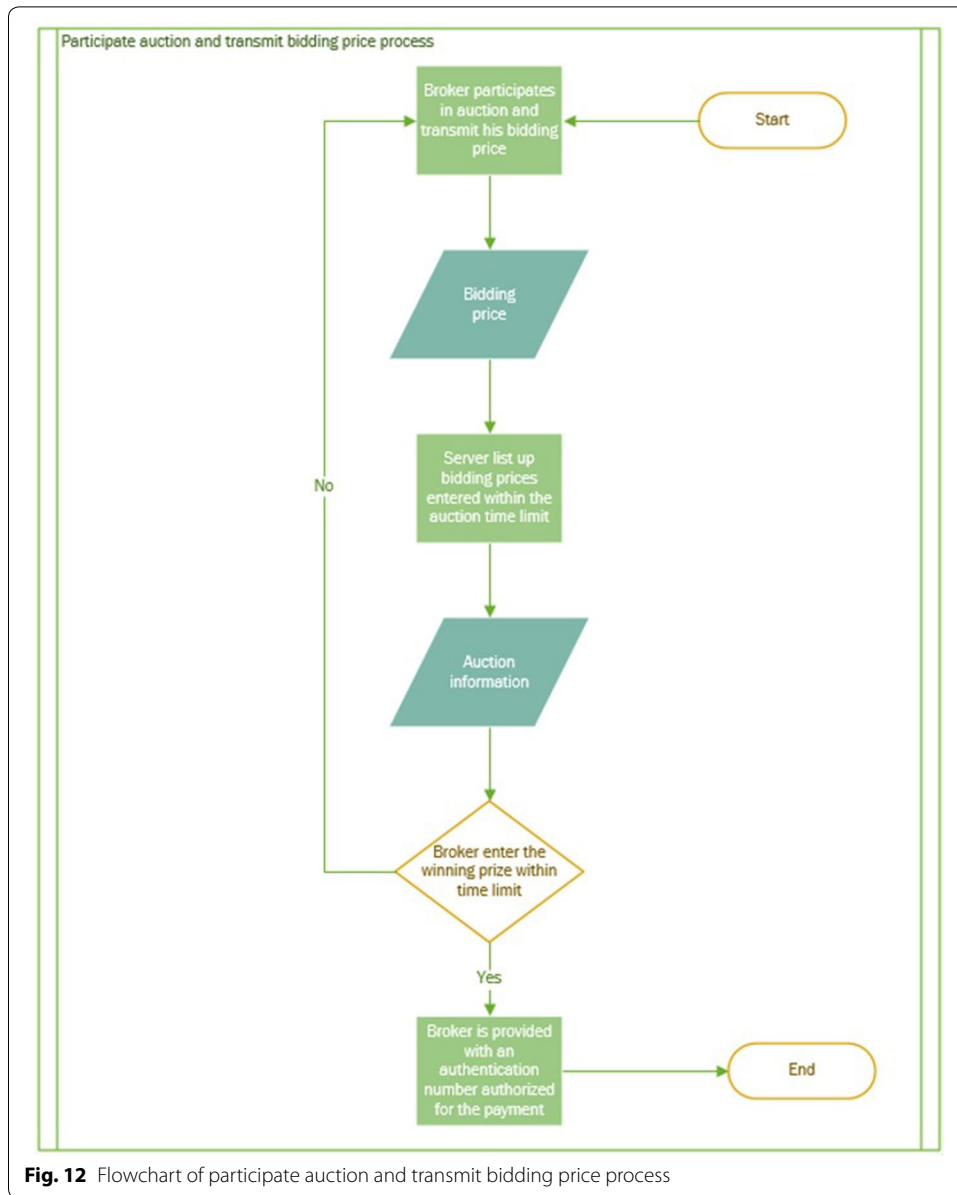 Participate auction and transmit bidding price process
Broker participates
in auction and
transmit his bidding
price
Start
Bidding
price
Server list up
bidding prices
entered within the
auction time limit
No
Auction
information
Broker enter the
winning prize within
time limit
Yes
Broker is provided
with an
authentication
number authorized
for the payment
End
Fig. 12 Flowchart of participate auction and transmit bidding price process